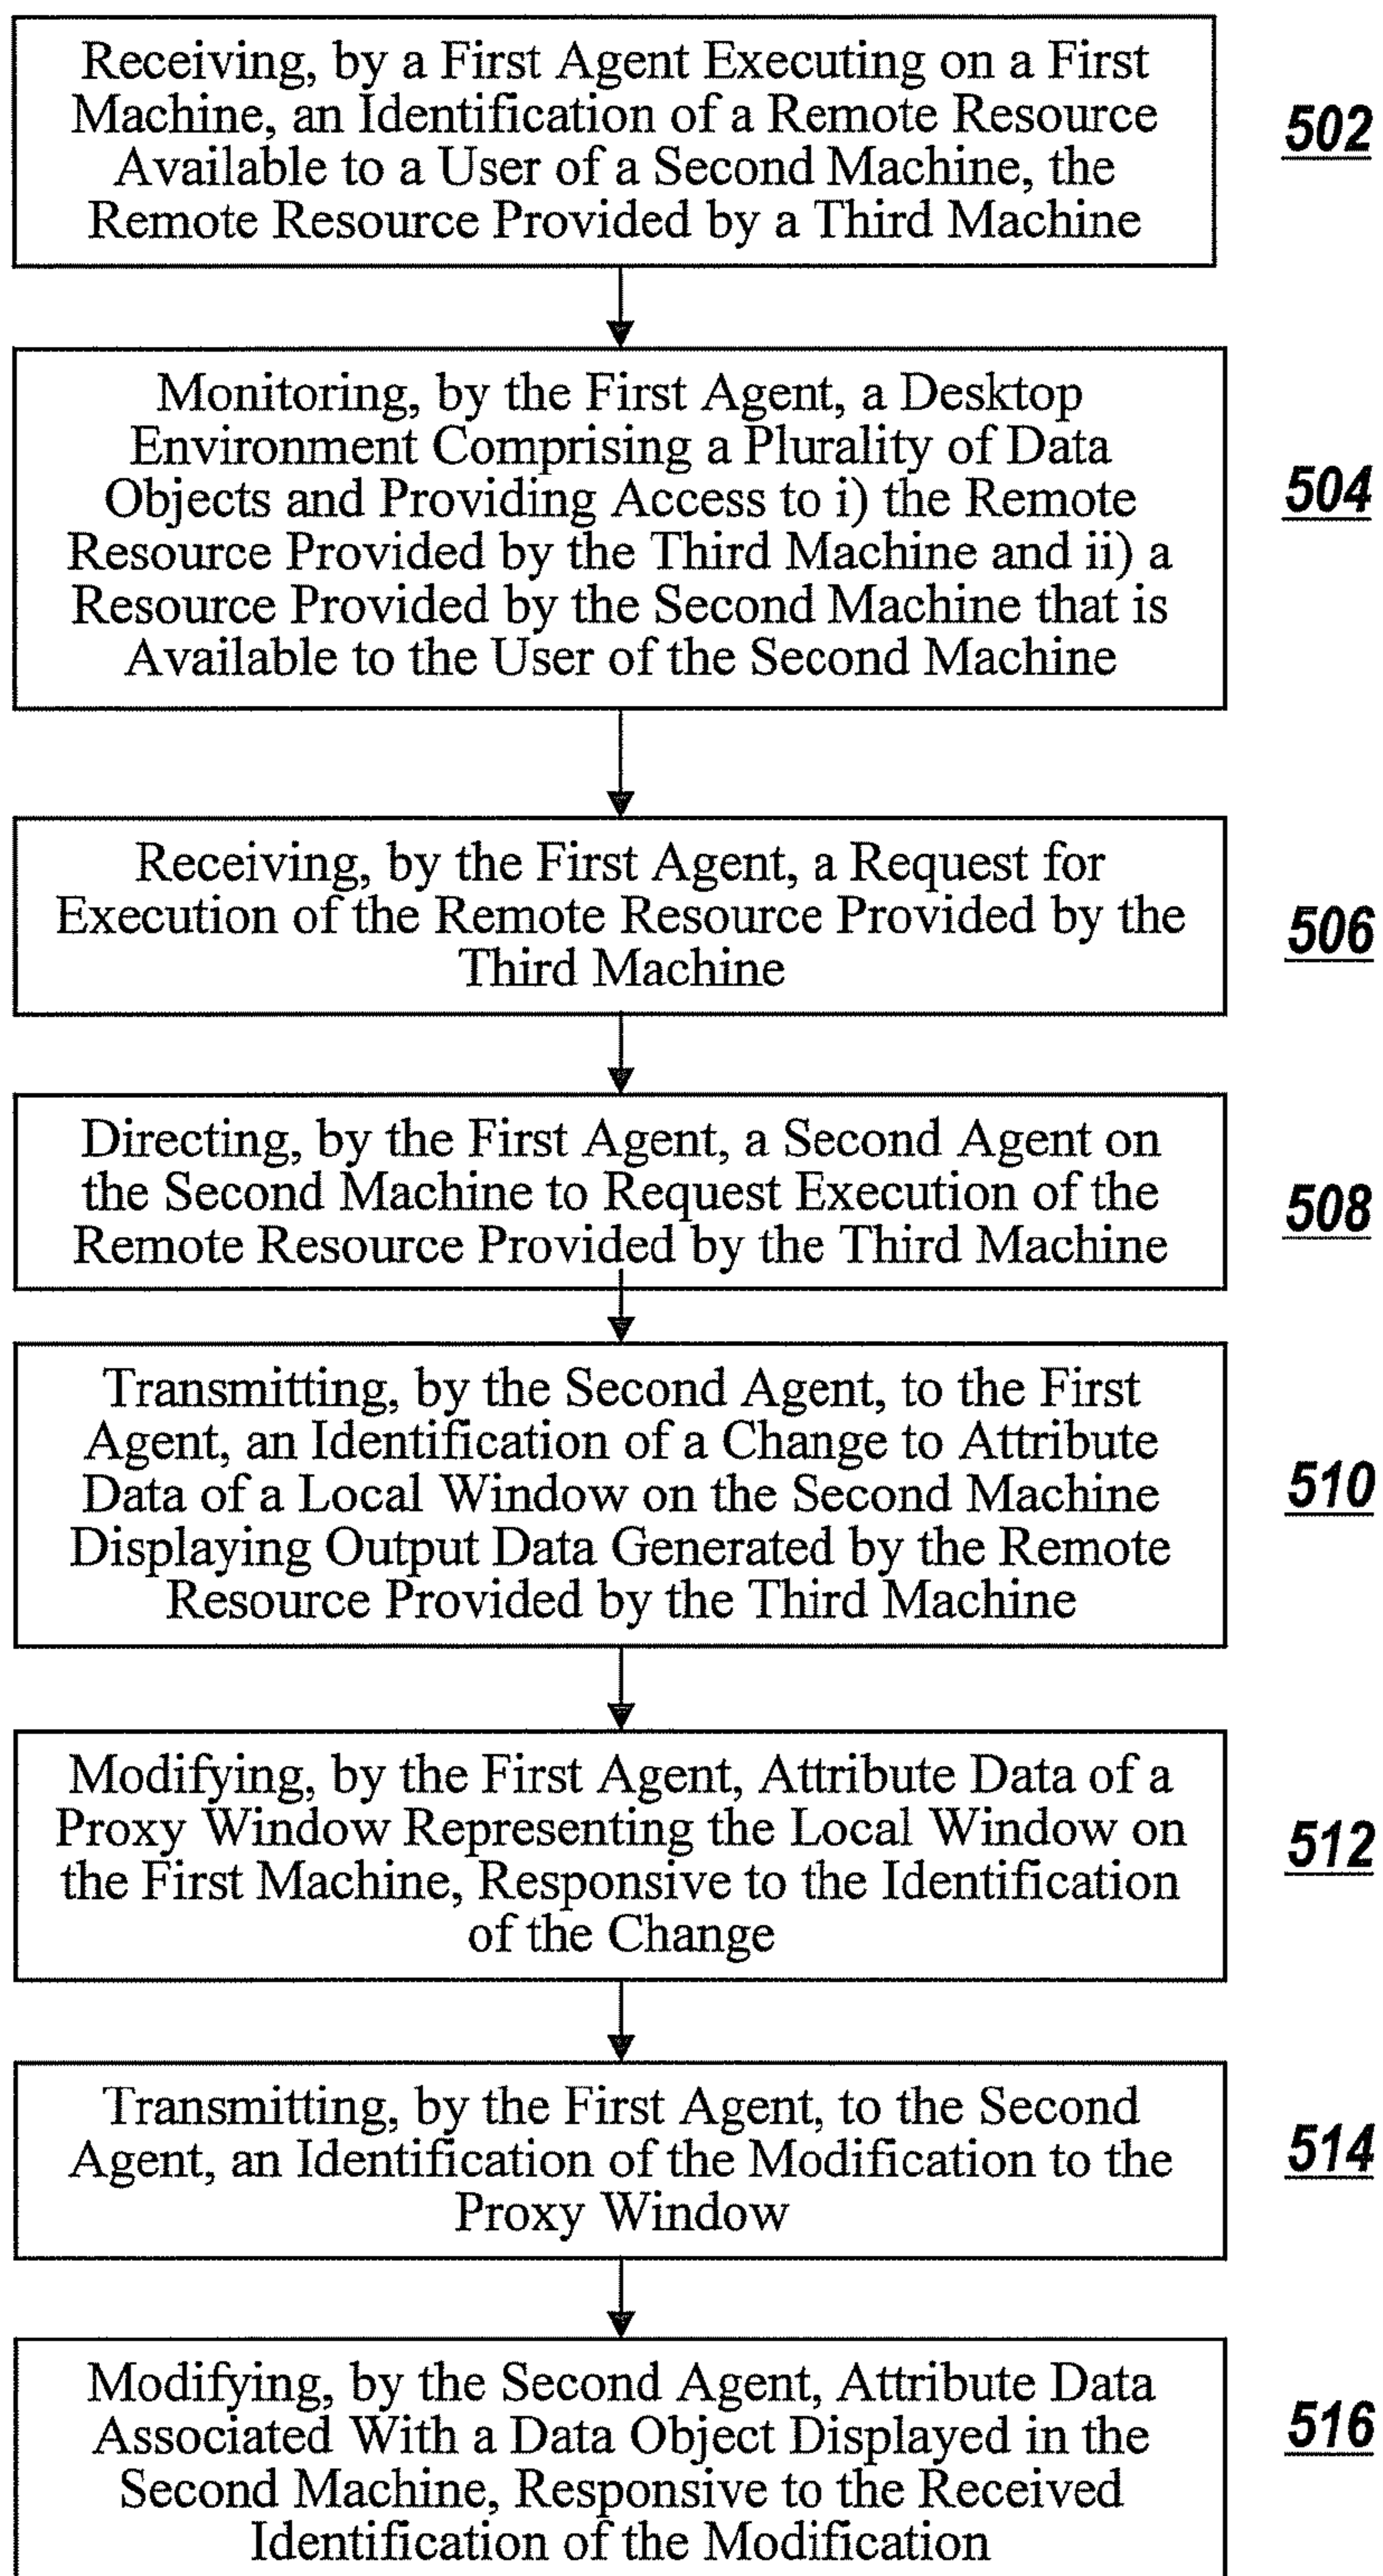 Receiving, by a First Agent Executing on a First
Machine, an Identification of a Remote Resource
Available to a User of a Second Machine, the
Remote Resource Provided by a Third Machine
502
Monitoring, by the First Agent, a Desktop
Environment Comprising a Plurality of Data
Objects and Providing Access to i) the Remote
Resource Provided by the Third Machine and ii) a
Resource Provided by the Second Machine that is
Available to the User of the Second Machine
504
Receiving, by the First Agent, a Request for
Execution of the Remote Resource Provided by the
Third Machine
506
Directing, by the First Agent, a Second Agent on
the Second Machine to Request Execution of the
Remote Resource Provided by the Third Machine
508
Transmitting, by the Second Agent, to the First
Agent, an Identification of a Change to Attribute
Data of a Local Window on the Second Machine
Displaying Output Data Generated by the Remote
Resource Provided by the Third Machine
510
Modifying, by the First Agent, Attribute Data of a
Proxy Window Representing the Local Window on
the First Machine, Responsive to the Identification
of the Change
512
Transmitting, by the First Agent, to the Second
Agent, an Identification of the Modification to the
Proxy Window
514
Modifying, by the Second Agent, Attribute Data
Associated With a Data Object Displayed in the
Second Machine, Responsive to the Received
Identification of the Modification
516